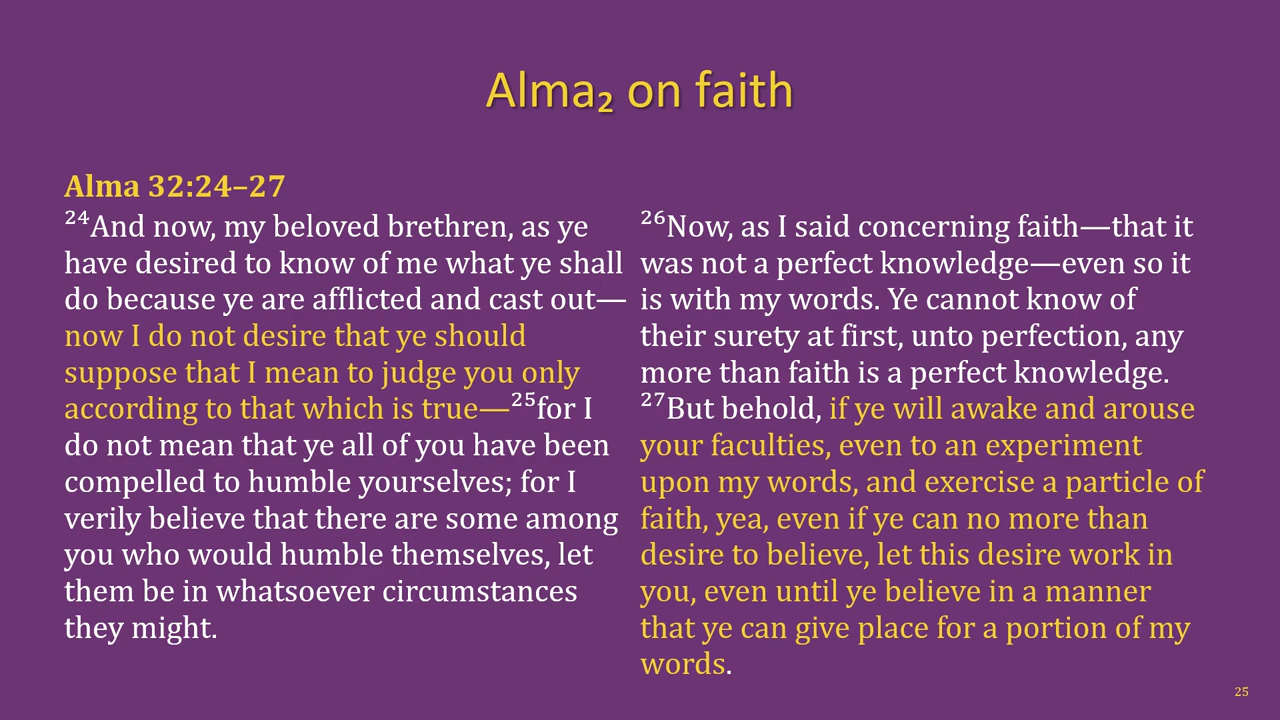 Alma₂ on faith
Alma 32:24–27
²⁴And now, my beloved brethren, as ye
have desired to know of me what ye shall
do because ye are afflicted and cast out—
now I do not desire that ye should
suppose that I mean to judge you only
according to that which is true—²⁵for I
do not mean that ye all of you have been
compelled to humble yourselves; for I
verily believe that there are some among
you who would humble themselves, let
them be in whatsoever circumstances
they might.
²⁶Now, as I said concerning faith—that it
was not a perfect knowledge—even so it
is with my words. Ye cannot know of
their surety at first, unto perfection, any
more than faith is a perfect knowledge.
²⁷But behold, if ye will awake and arouse
your faculties, even to an experiment
upon my words, and exercise a particle of
faith, yea, even if ye can no more than
desire to believe, let this desire work in
you, even until ye believe in a manner
that ye can give place for a portion of my
words.
25